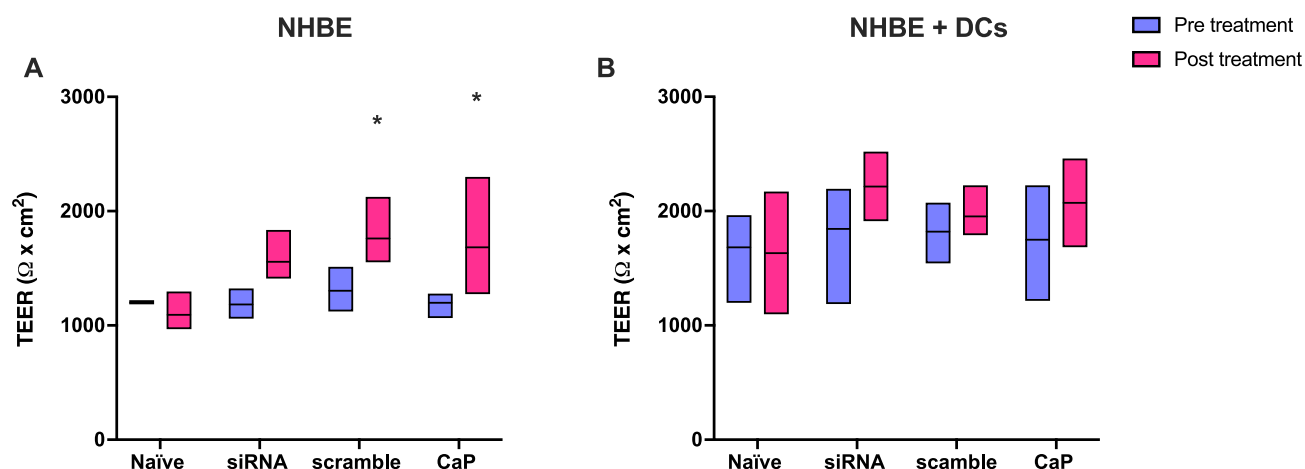 NHBE
NHBE + DCs
Pre treatment
Post treatment
A
B
TEER (Ω x cm²)
3000
2000
1000
0
*
*
Naïve
siRNA
scramble
CaP
TEER (Ω x cm²)
3000
2000
1000
0
Naïve
siRNA
scamble
CaP